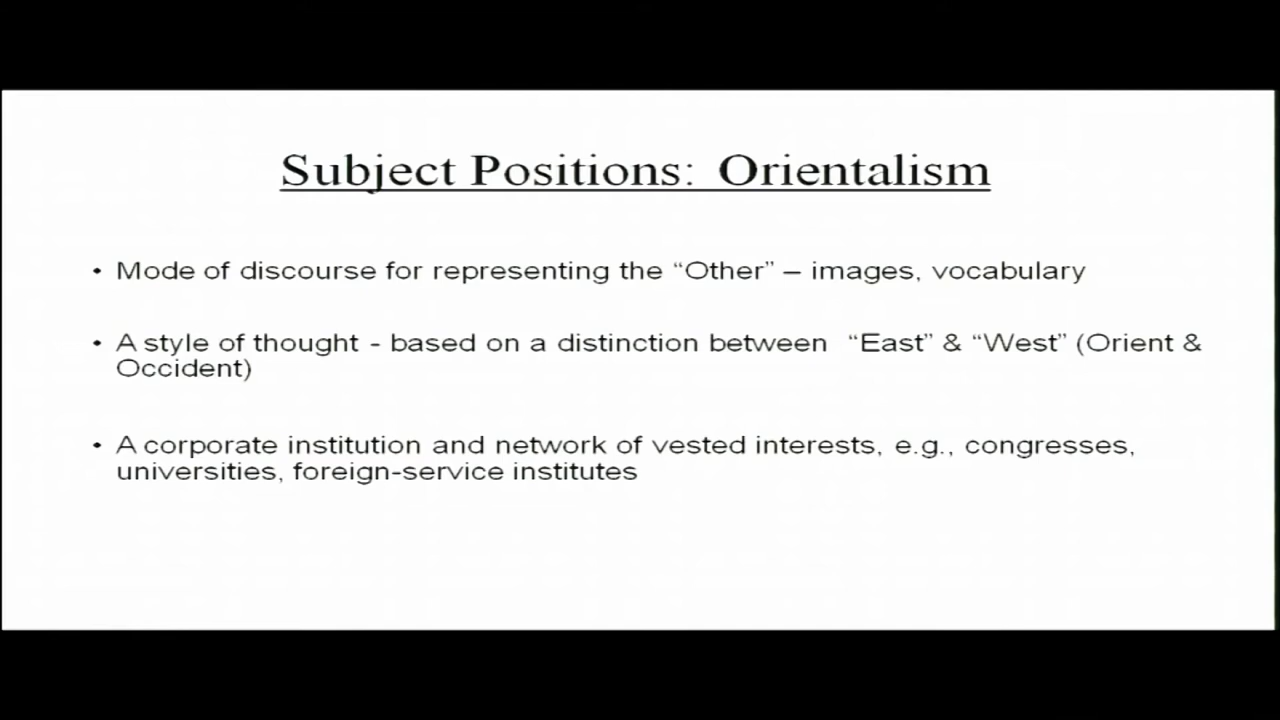 Subject Positions: Orientalism
• Mode of discourse for representing the “Other” – images, vocabulary
• A style of thought - based on a distinction between “East” & “West” (Orient &
Occident)
• A corporate institution and network of vested interests, e.g., congresses,
universities, foreign-service institutes